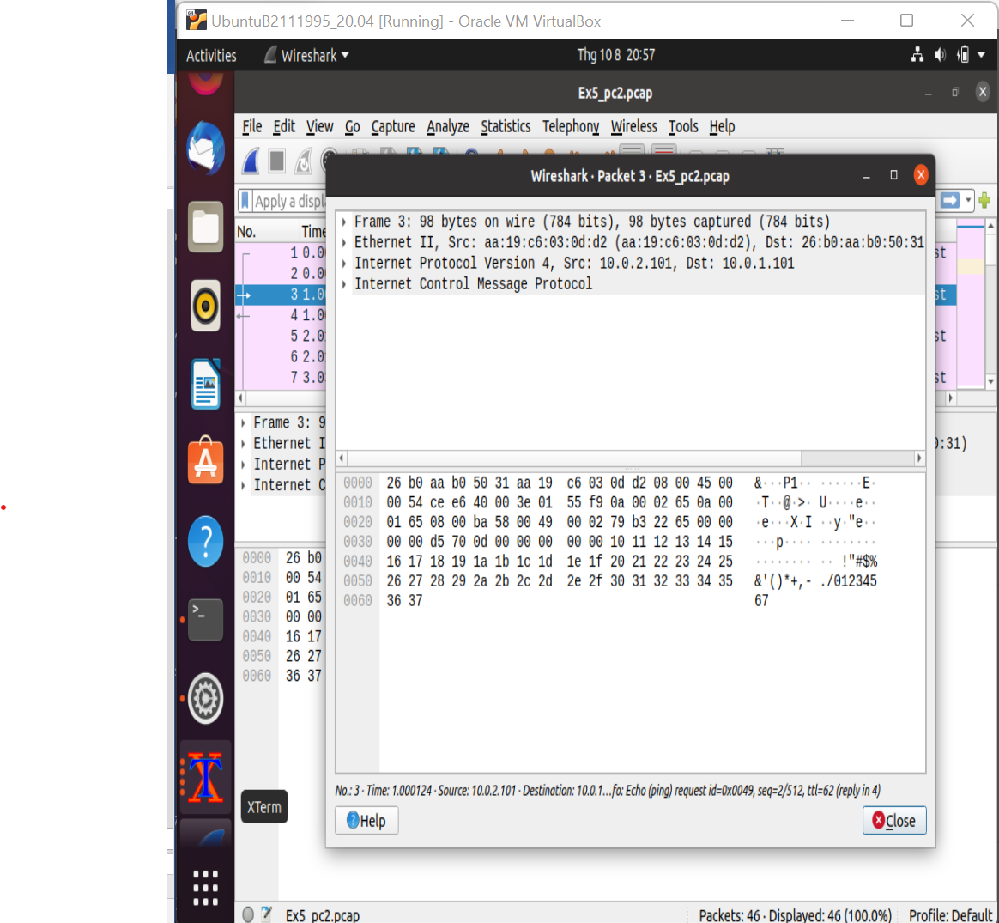 UbuntuB2111995_20.04 [Running] - Oracle VM VirtualBox
Activities Wireshark Thg 10 8 20:57
Ex5_pc2.pcap
File Edit View Go Capture Analyze Statistics Telephony Wireless Tools Help
Wireshark · Packet 3 · Ex5_pc2.pcap
Apply a displ
No. Time
1 0.00
2 0.00
3 1.00
4 1.00
5 2.0
6 2.0
7 3.0
st
st
st
Frame 3: 98 bytes on wire (784 bits), 98 bytes captured (784 bits)
Ethernet II, Src: aa:19:c6:03:0d:d2 (aa:19:c6:03:0d:d2), Dst: 26:b0:aa:b0:50:31
Internet Protocol Version 4, Src: 10.0.2.101, Dst: 10.0.1.101
Internet Control Message Protocol
Frame 3: 9
Ethernet I
Internet P
Internet C
0:31)
0000 26 b0 aa b0 50 31 aa 19 c6 03 0d d2 08 00 45 00 &···P1·· ······E·
0010 00 54 ce e6 40 00 3e 01 55 f9 0a 00 02 65 0a 00 ·T··@·>· U····e··
0020 01 65 08 00 ba 58 00 49 00 02 79 b3 22 65 00 00 ·e···X·I ··y·"e··
0030 00 00 d5 70 0d 00 00 00 00 00 10 11 12 13 14 15 ···p···· ········
0040 16 17 18 19 1a 1b 1c 1d 1e 1f 20 21 22 23 24 25 ········ ·· !"#$%
0050 26 27 28 29 2a 2b 2c 2d 2e 2f 30 31 32 33 34 35 &'()*+,- ./012345
0060 36 37 67
0000 26 b0
0010 00 54
0020 01 65
0030 00 00
0040 16 17
0050 26 27
0060 36 37
No.: 3 · Time: 1.000124 · Source: 10.0.2.101 · Destination: 10.0.1…fo: Echo (ping) request id=0x0049, seq=2/512, ttl=62 (reply in 4)
Help Close
XTerm
Ex5_pc2.pcap Packets: 46 · Displayed: 46 (100.0%) Profile: Default